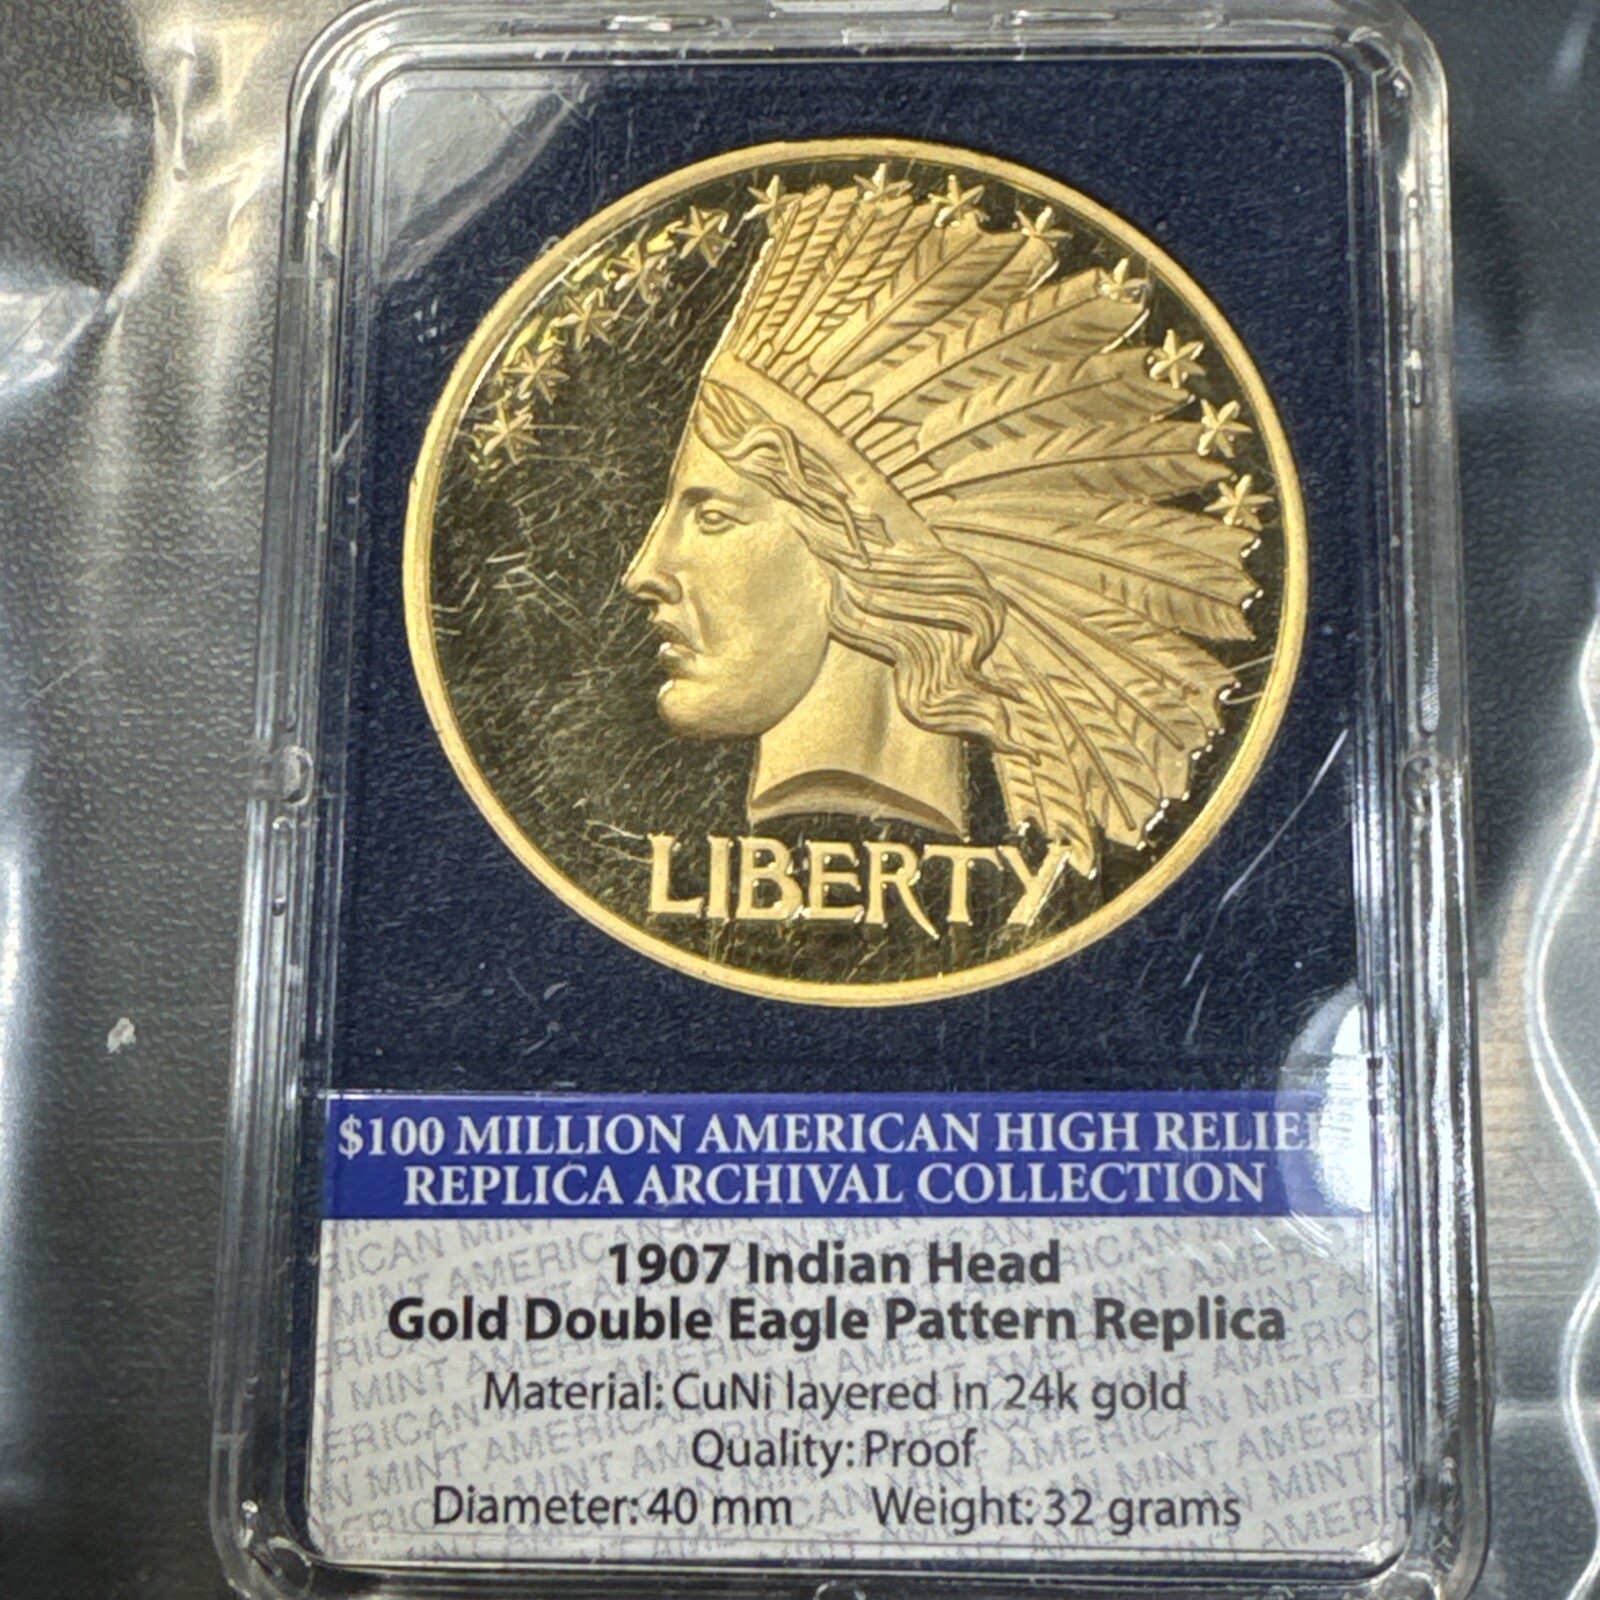 LIBERTY
$100 MILLION AMERICAN HIGH RELIEF
REPLICA ARCHIVAL COLLECTION
1907 Indian Head
Gold Double Eagle Pattern Replica
Material: CuNi layered in 24k gold
Quality: Proof
Diameter: 40 mm Weight: 32 grams